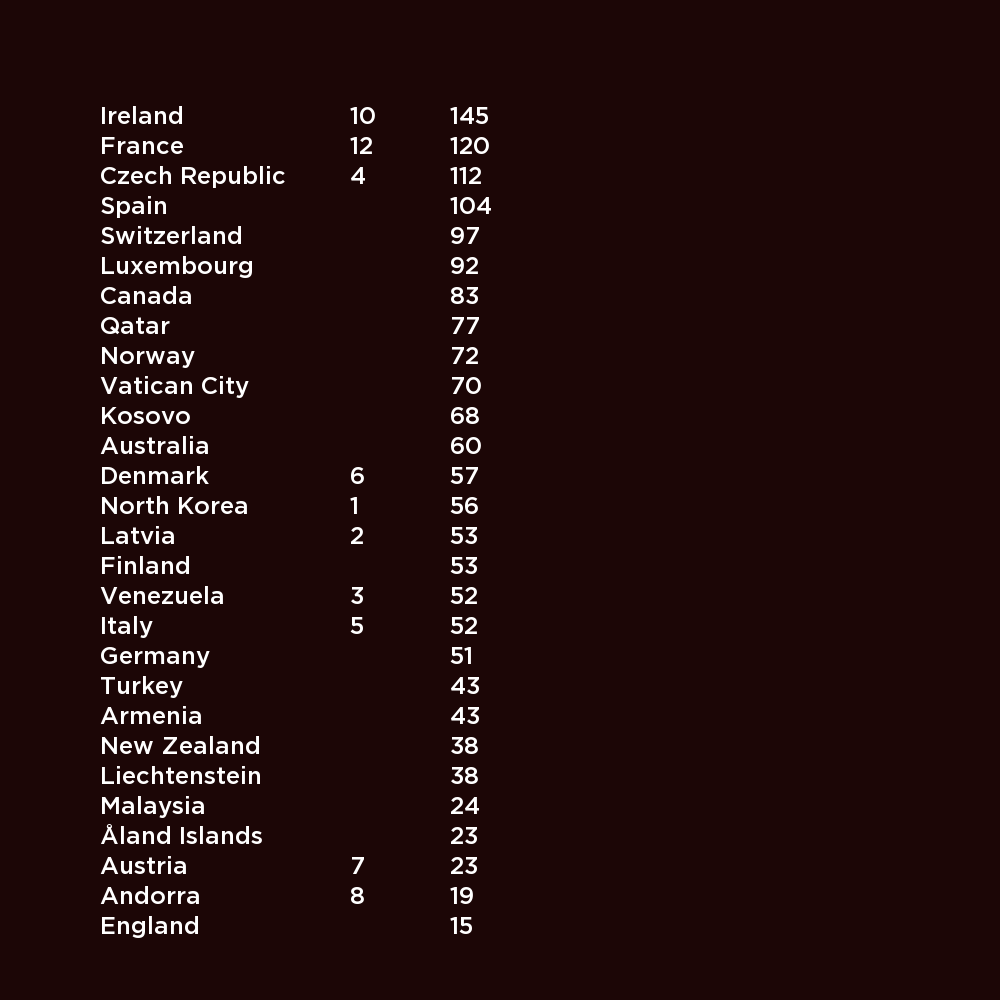 Ireland 10 145
France 12 120
Czech Republic 4 112
Spain 104
Switzerland 97
Luxembourg 92
Canada 83
Qatar 77
Norway 72
Vatican City 70
Kosovo 68
Australia 60
Denmark 6 57
North Korea 1 56
Latvia 2 53
Finland 53
Venezuela 3 52
Italy 5 52
Germany 51
Turkey 43
Armenia 43
New Zealand 38
Liechtenstein 38
Malaysia 24
Åland Islands 23
Austria 7 23
Andorra 8 19
England 15